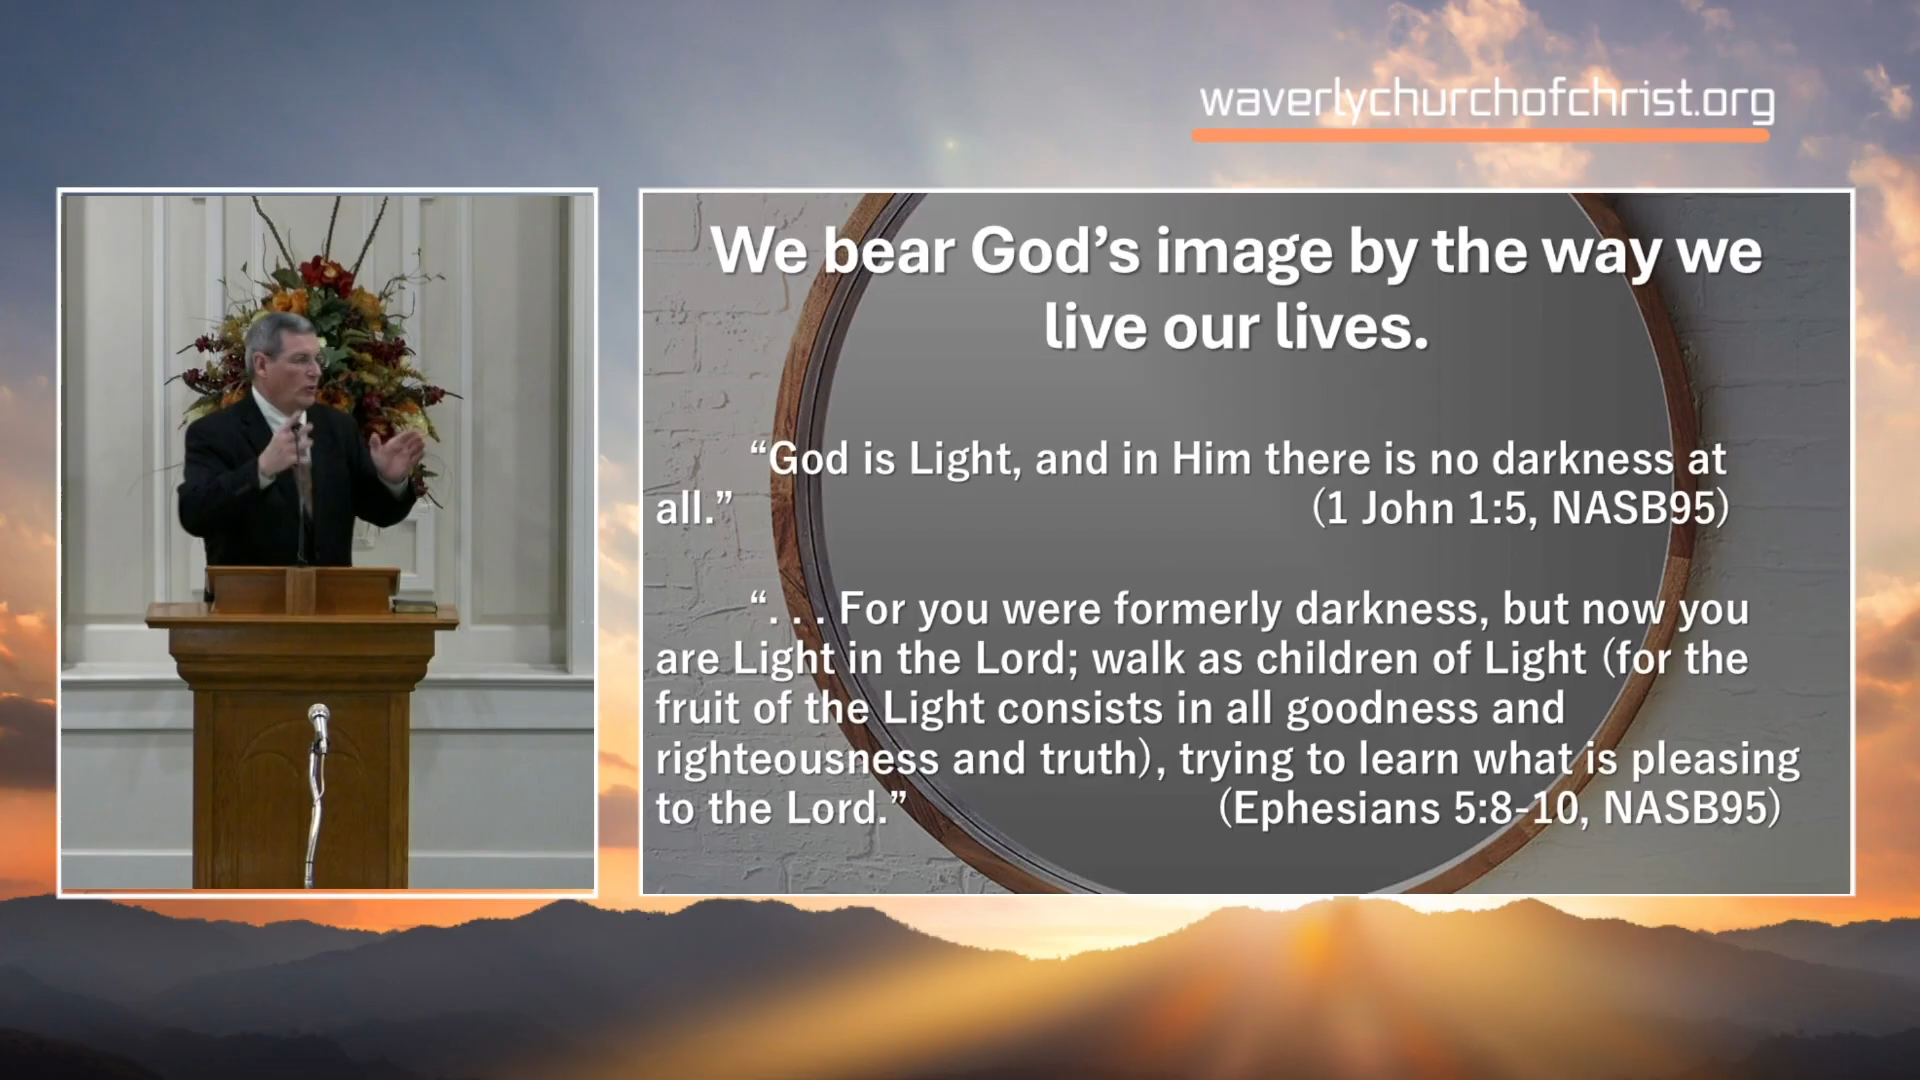 waverlychurchofchrist.org
We bear God’s image by the way we
live our lives.
“God is Light, and in Him there is no darkness at
all.” (1 John 1:5, NASB95)
“. . . For you were formerly darkness, but now you
are Light in the Lord; walk as children of Light (for the
fruit of the Light consists in all goodness and
righteousness and truth), trying to learn what is pleasing
to the Lord.” (Ephesians 5:8-10, NASB95)